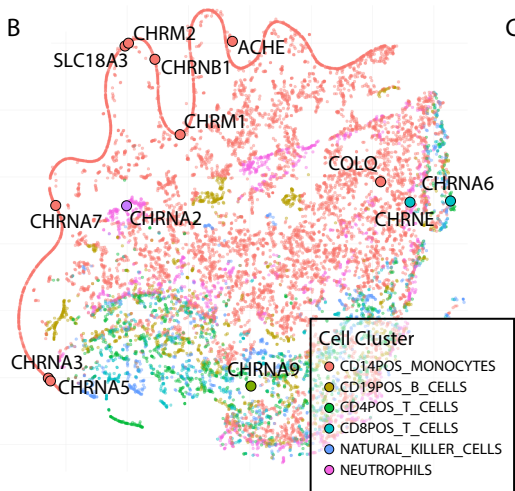 B
C
CHRM2
SLC18A3
ACHE
CHRNB1
CHRM1
COLQ
CHRNA6
CHRNA7
CHRNA2
CHRNE
CHRNA3
CHRNA5
CHRNA9
Cell Cluster
CD14POS_MONOCYTES
CD19POS_B_CELLS
CD4POS_T_CELLS
CD8POS_T_CELLS
NATURAL_KILLER_CELLS
NEUTROPHILS